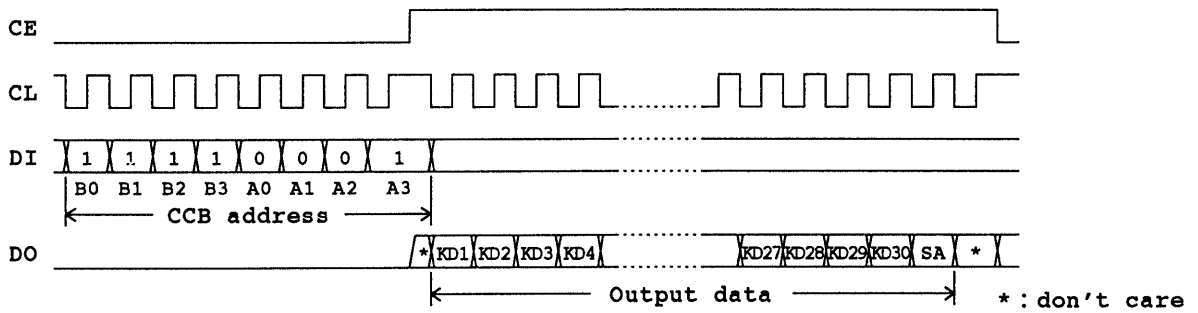 CE
CL
DI 1 1 1 1 0 0 0 1
B0 B1 B2 B3 A0 A1 A2 A3
CCB address
DO * KD1 KD2 KD3 KD4 KD27 KD28 KD29 KD30 SA *
Output data
* : don't care